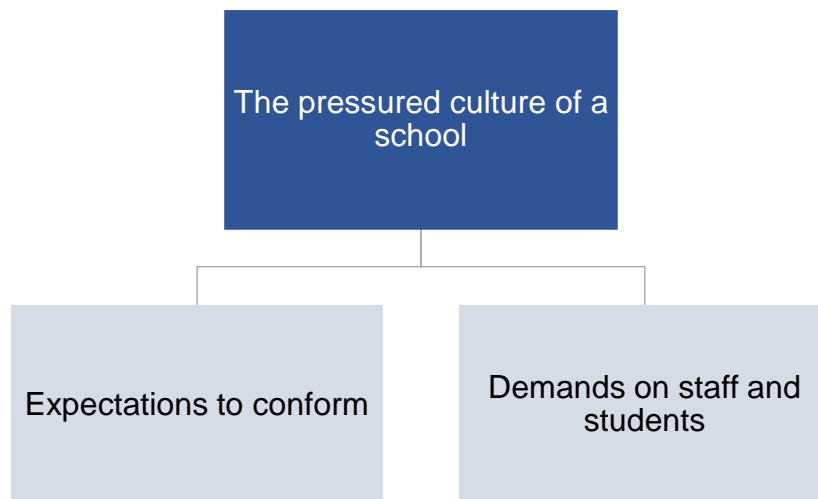 The pressured culture of a
school
Expectations to conform
Demands on staff and
students